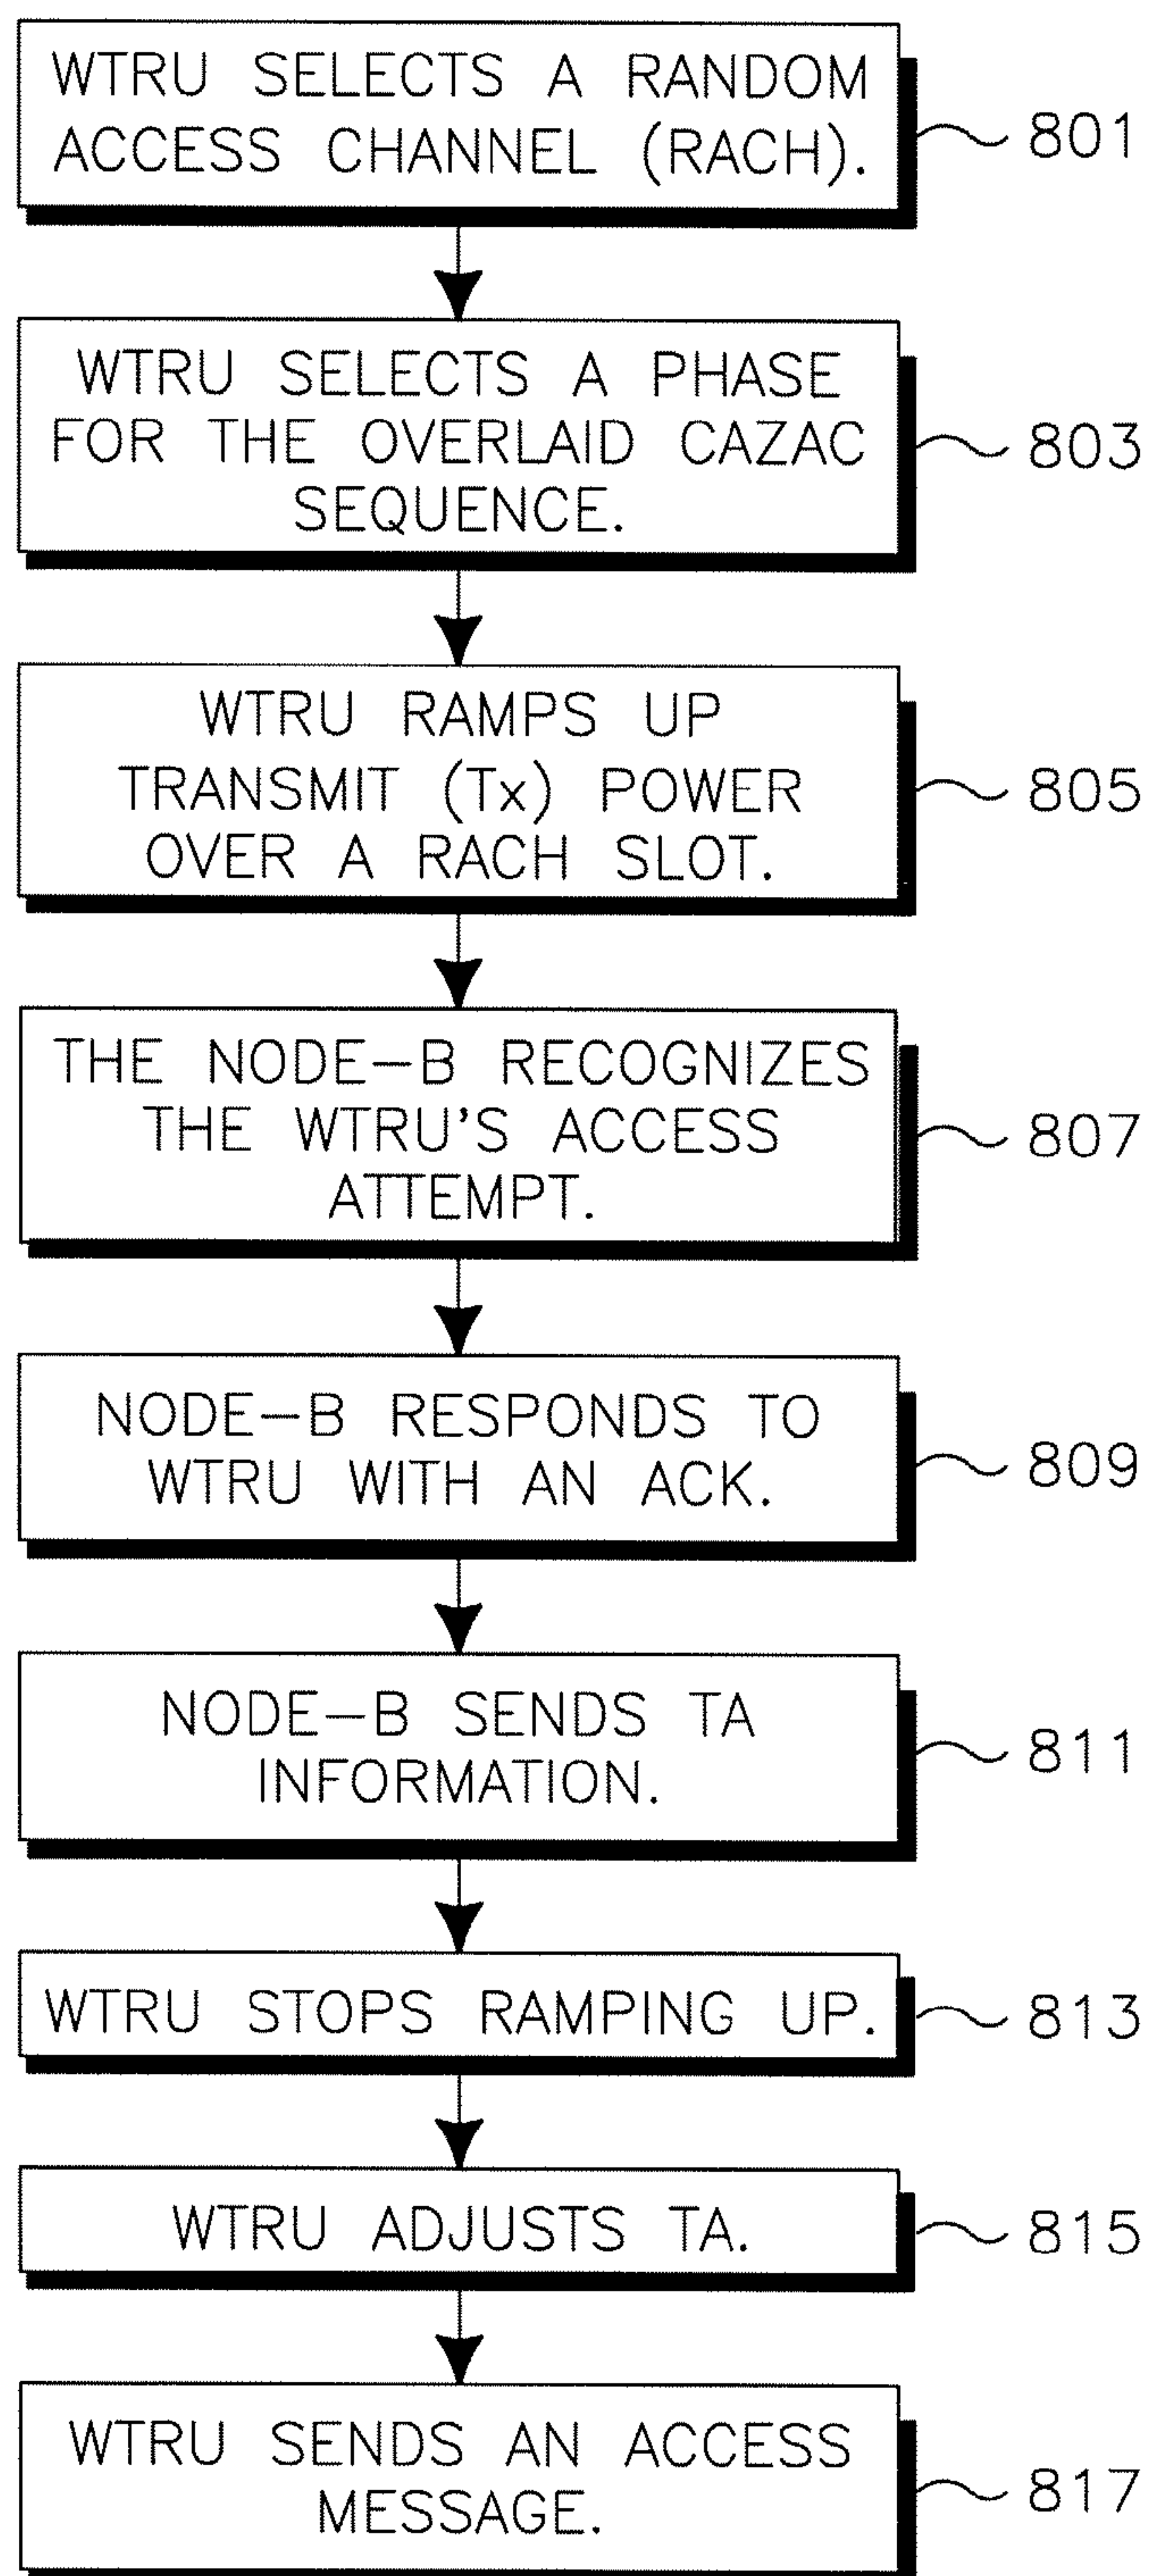 WTRU SELECTS A RANDOM
ACCESS CHANNEL (RACH).
801
WTRU SELECTS A PHASE
FOR THE OVERLAID CAZAC
SEQUENCE.
803
WTRU RAMPS UP
TRANSMIT (Tx) POWER
OVER A RACH SLOT.
805
THE NODE-B RECOGNIZES
THE WTRU'S ACCESS
ATTEMPT.
807
NODE-B RESPONDS TO
WTRU WITH AN ACK.
809
NODE-B SENDS TA
INFORMATION.
811
WTRU STOPS RAMPING UP.
813
WTRU ADJUSTS TA.
815
WTRU SENDS AN ACCESS
MESSAGE.
817